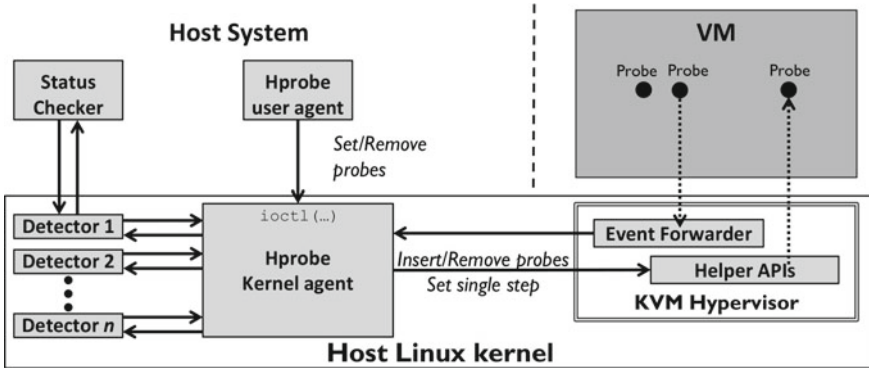 Host System
VM
Status
Checker
Hprobe
user agent
Probe
Probe
Probe
Set/Remove
probes
Detector 1
Detector 2
Detector n
ioctl(…)
Hprobe
Kernel agent
Insert/Remove probes
Set single step
Event Forwarder
Helper APIs
KVM Hypervisor
Host Linux kernel